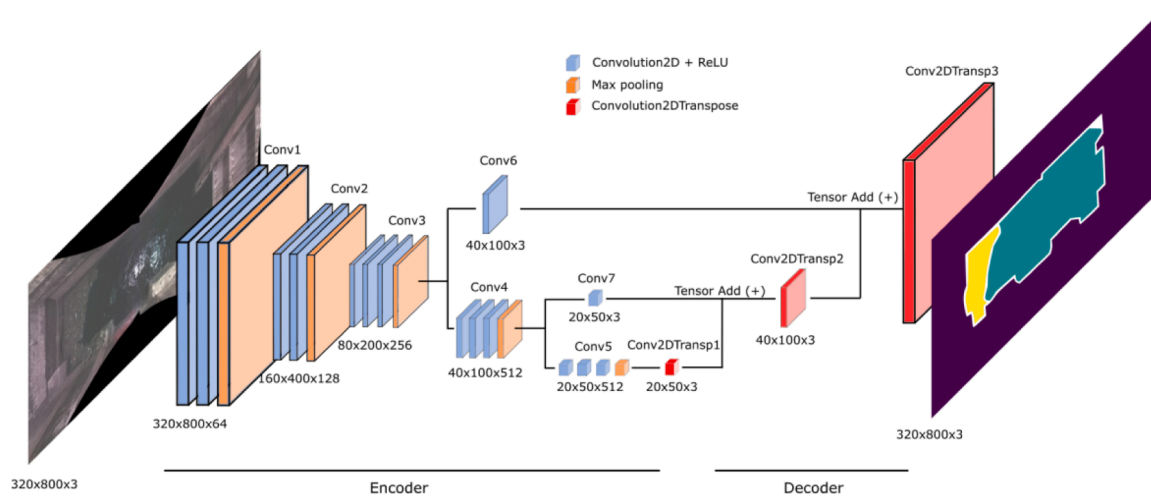 Convolution2D + ReLU
Max pooling
Convolution2DTranspose
Conv2DTransp3
Conv1
Conv6
Conv2
Tensor Add (+)
Conv3
40x100x3
Conv2DTransp2
Conv7
Conv4
Tensor Add (+)
20x50x3
40x100x3
80x200x256
Conv5
Conv2DTransp1
40x100x512
160x400x128
20x50x512
20x50x3
320x800x64
320x800x3
320x800x3
Encoder
Decoder